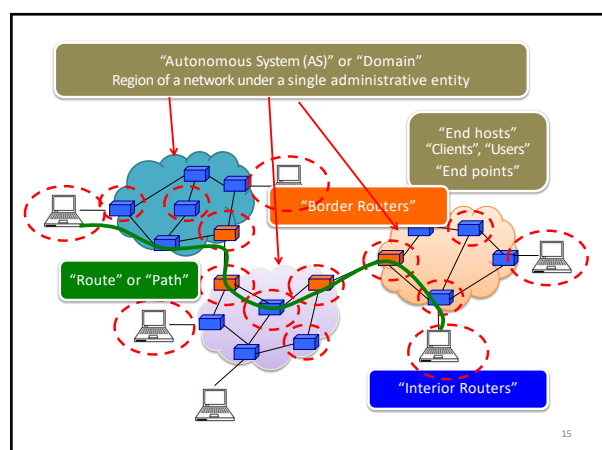 “Autonomous System (AS)” or “Domain”
Region of a network under a single administrative entity
“End hosts”
“Clients”, “Users”
“End points”
“Border Routers”
“Route” or “Path”
“Interior Routers”
15